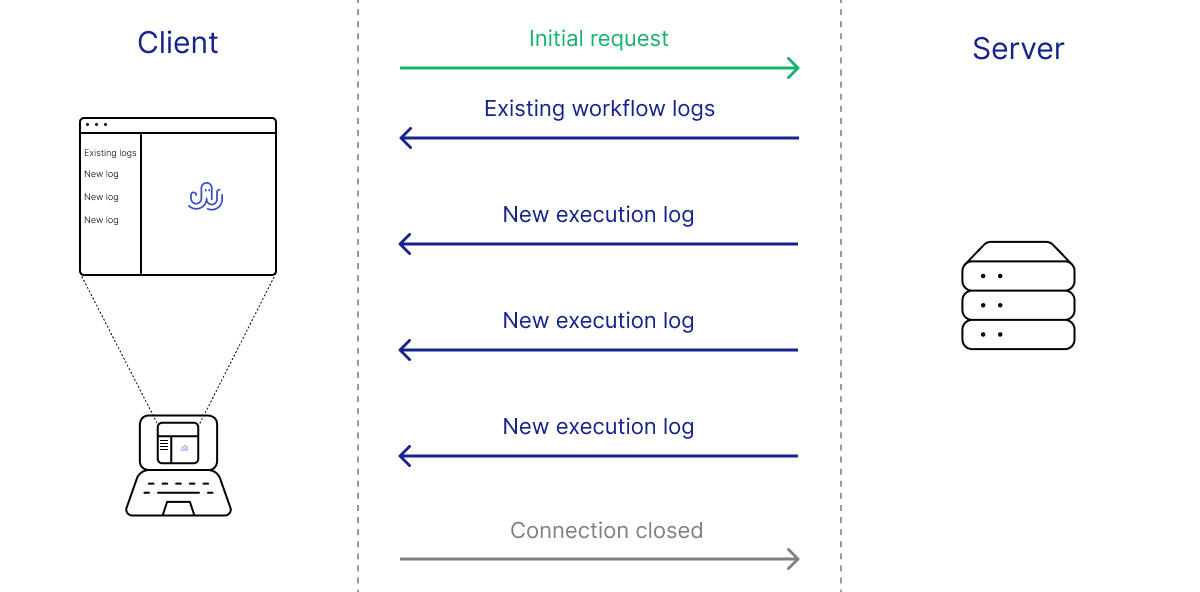 Client
Initial request
Server
Existing workflow logs
Existing logs
New log
New log
New log
New execution log
New execution log
New execution log
Connection closed